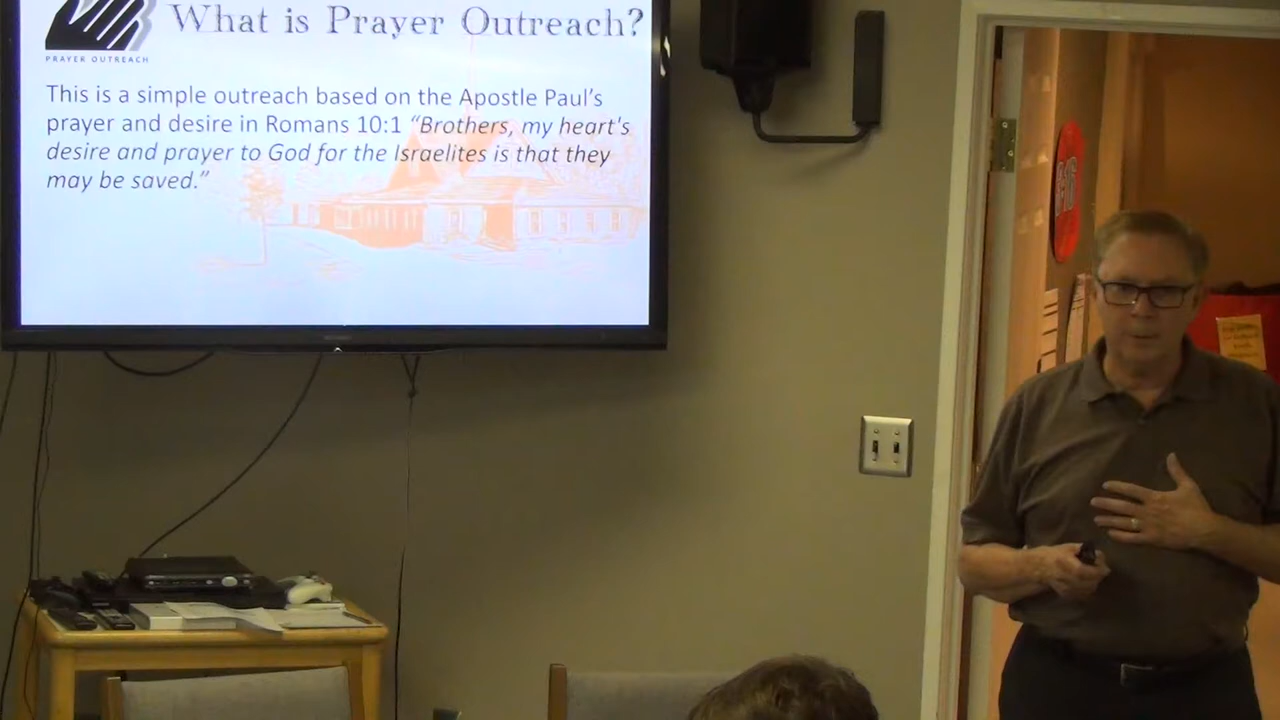 What is Prayer Outreach?
PRAYER OUTREACH
This is a simple outreach based on the Apostle Paul's
prayer and desire in Romans 10:1 "Brothers, my heart's
desire and prayer to God for the Israelites is that they
may be saved."